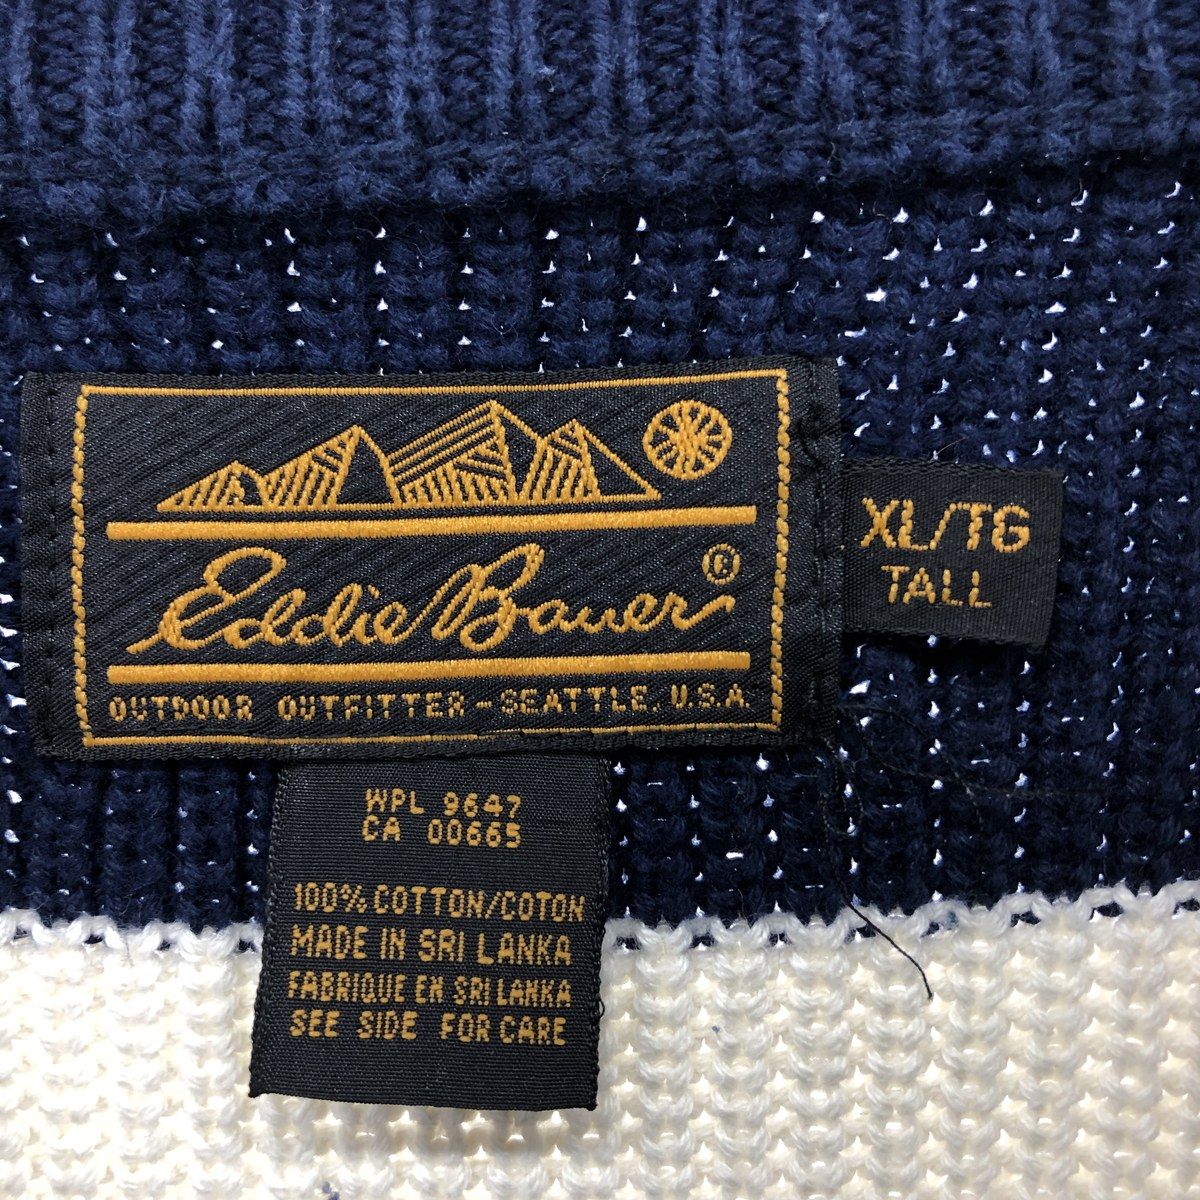 Eddie Bauer ®
OUTDOOR OUTFITTER - SEATTLE, U.S.A.
XL/TG
TALL
WPL 9647
CA 00665
100% COTTON/COTON
MADE IN SRI LANKA
FABRIQUE EN SRI LANKA
SEE SIDE FOR CARE